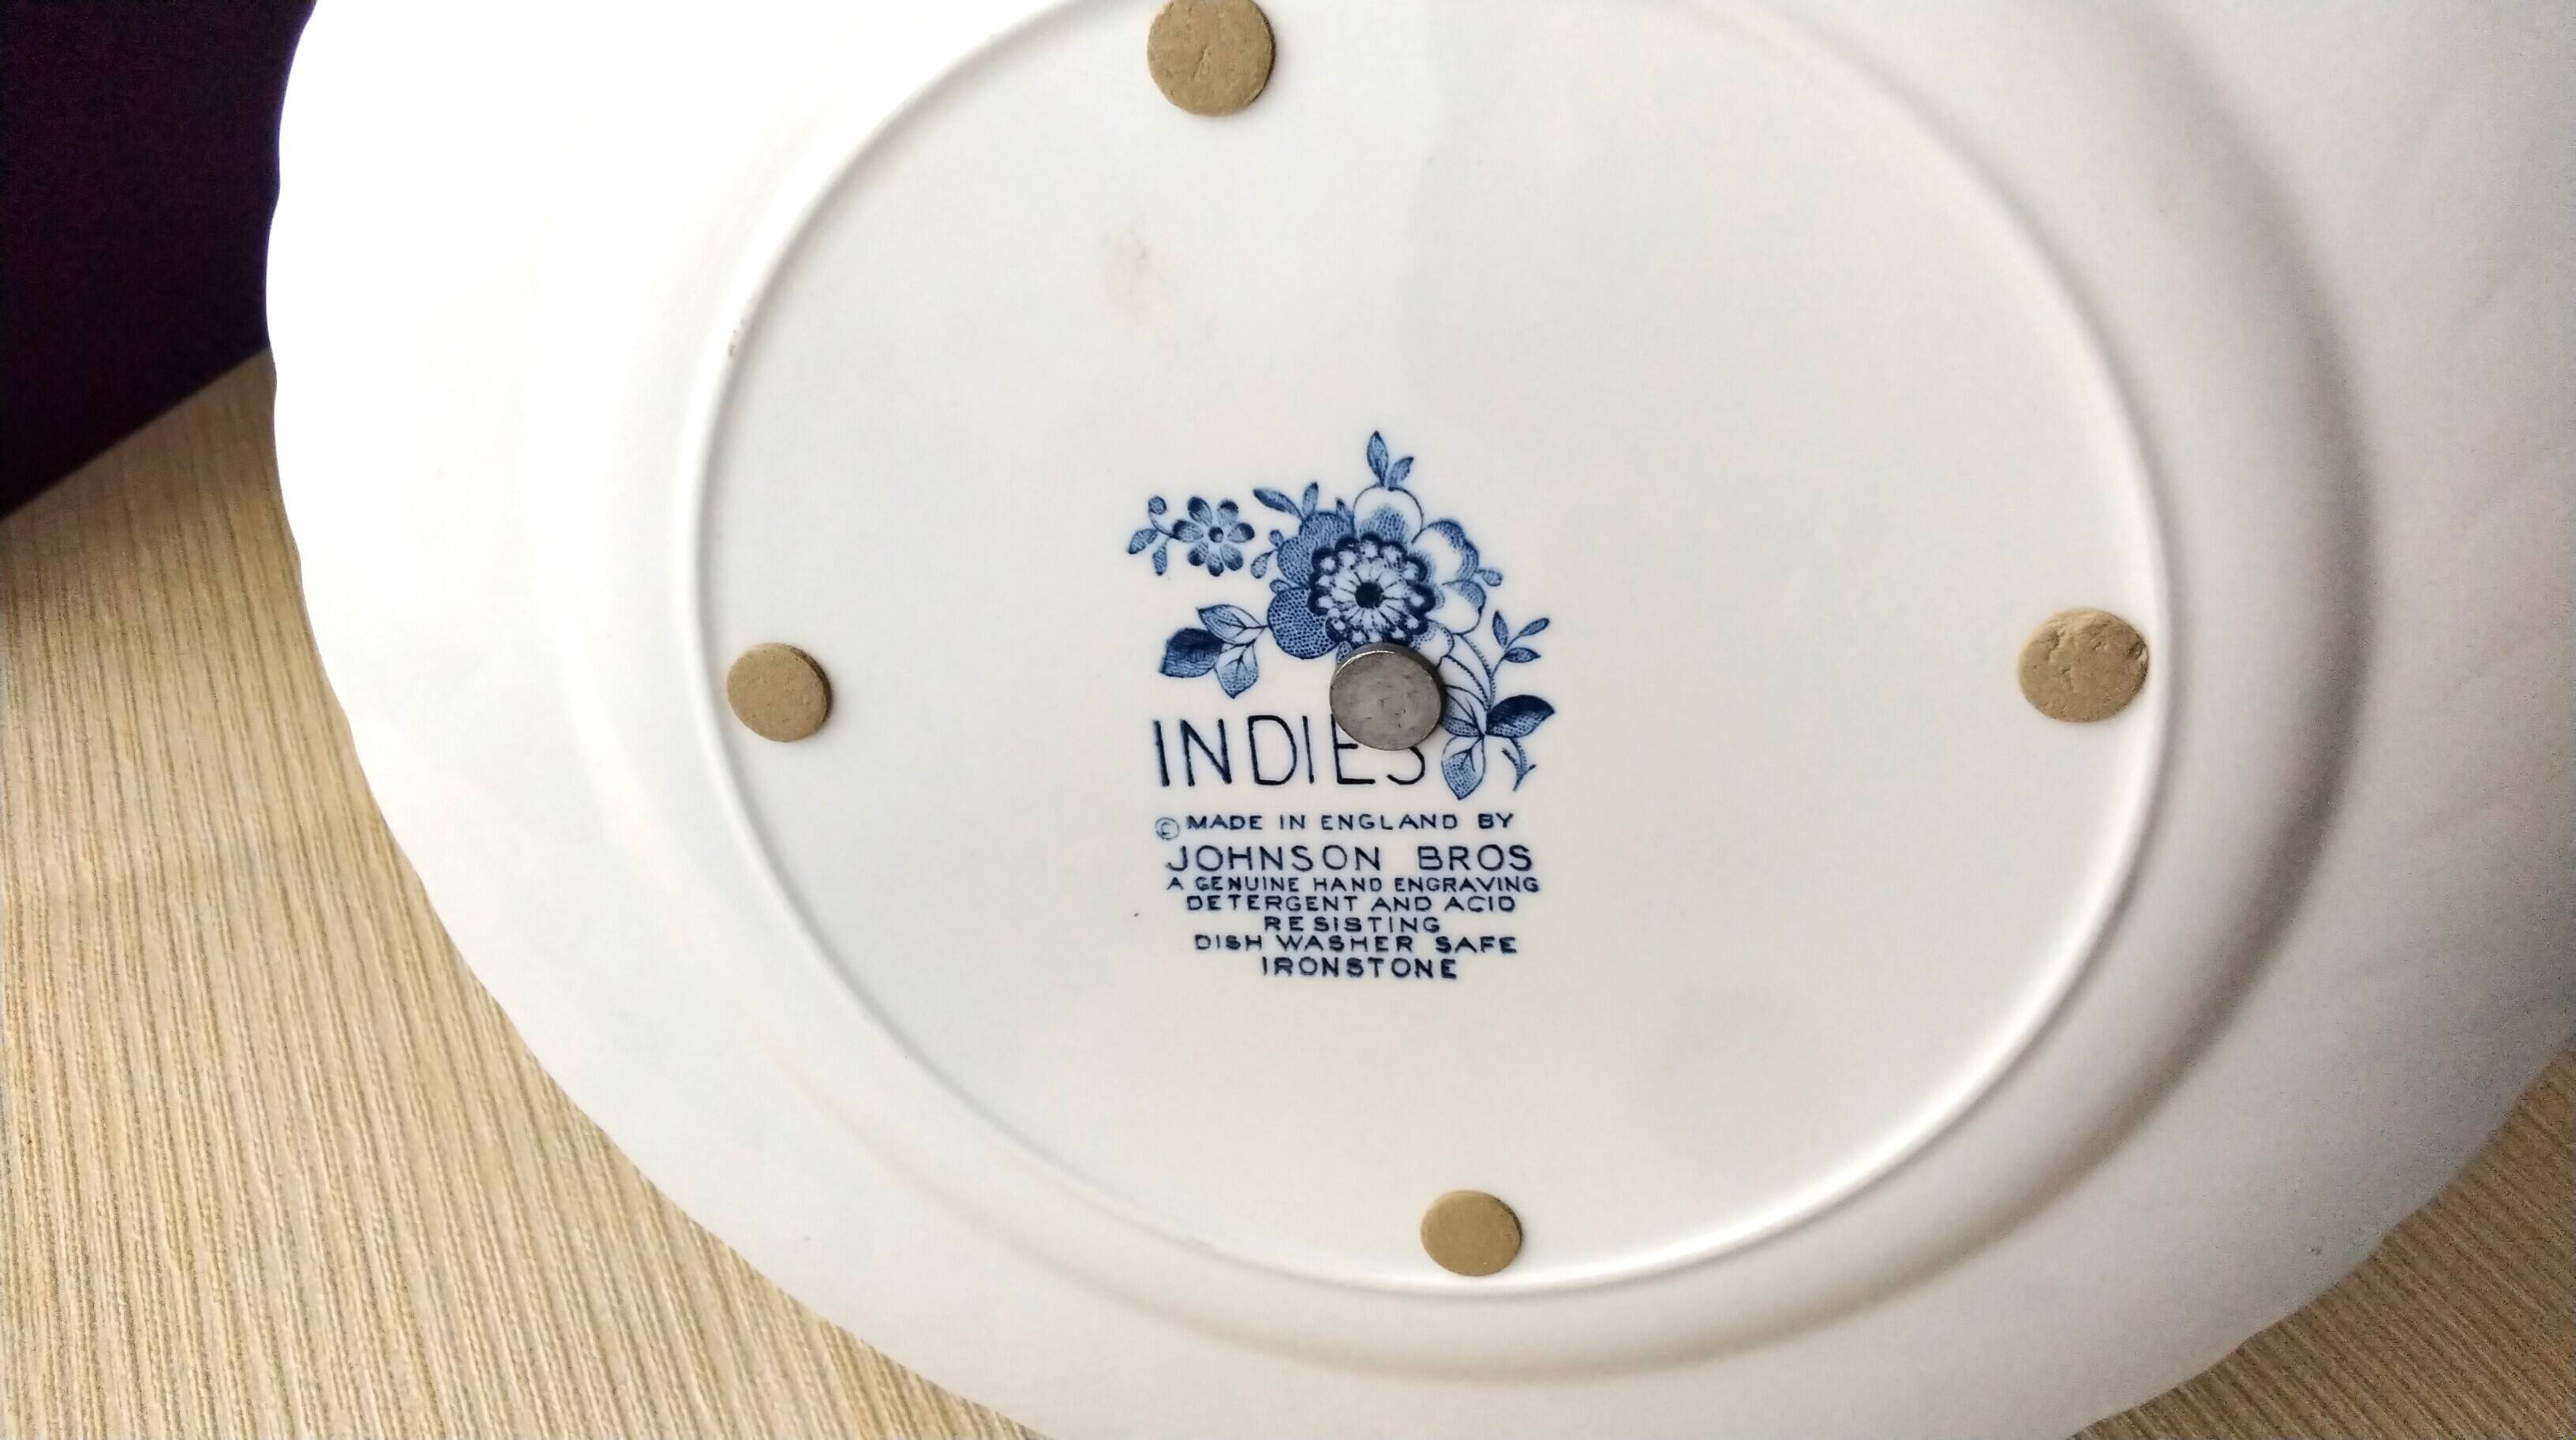 INDIES
© MADE IN ENGLAND BY
JOHNSON BROS
A GENUINE HAND ENGRAVING
DETERGENT AND ACID
RESISTING
DISH WASHER SAFE
IRONSTONE